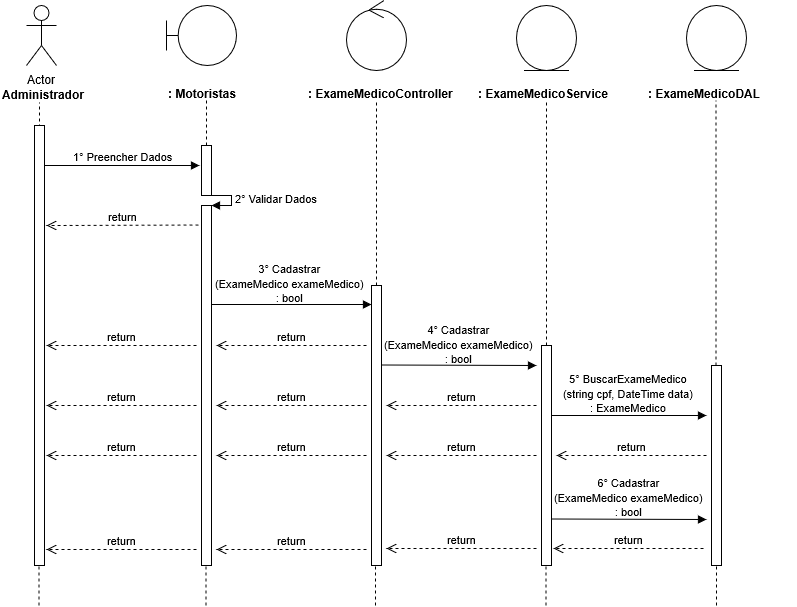 Actor
Administrador
: Motoristas
: ExameMedicoController
: ExameMedicoService
: ExameMedicoDAL
1° Preencher Dados
2° Validar Dados
return
3° Cadastrar
(ExameMedico exameMedico)
: bool
return
return
4° Cadastrar
(ExameMedico exameMedico)
: bool
5° BuscarExameMedico
(string cpf, DateTime data)
: ExameMedico
return
return
return
return
return
return
return
6° Cadastrar
(ExameMedico exameMedico)
: bool
return
return
return
return